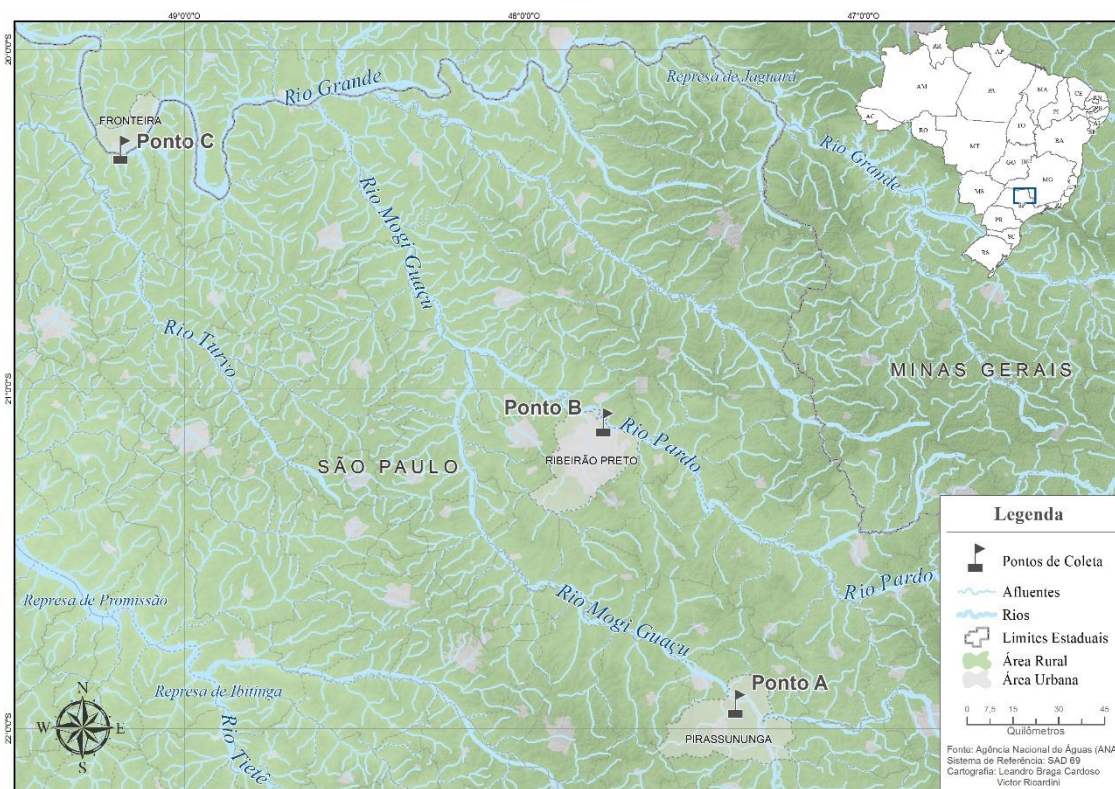 49°0'0"O
48°0'0"O
47°0'0"O
20°0'0"S
21°0'0"S
22°0'0"S
Rio Grande
Represa de Jaguará
FRONTEIRA
Ponto C
Rio Grande
Rio Mogi Guaçu
Rio Turvo
MINAS GERAIS
Ponto B
Rio Pardo
SÃO PAULO
RIBEIRÃO PRETO
Rio Pardo
Represa de Promissão
Rio Mogi Guaçu
Represa de Ibitinga
Ponto A
Rio Tietê
PIRASSUNUNGA
N
W
E
S
RR
AP
AM
PA
MA
CE
RN
PB
AC
RO
TO
PI
AL
MT
BA
GO
MG
MS
SP
PR
SC
RS
Legenda
Pontos de Coleta
Afluentes
Rios
Limites Estaduais
Área Rural
Área Urbana
0 7,5 15 30 45
Quilômetros
Fonte: Agência Nacional de Águas (ANA
Sistema de Referência: SAD 69
Cartografia: Leandro Braga Cardoso
Victor Ricardini